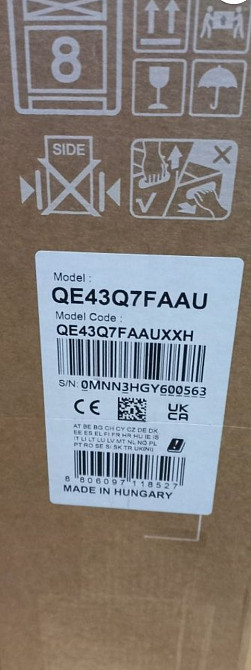 8
SIDE
Model :
QE43Q7FAAU
Model Code :
QE43Q7FAAUXXH
S/N: 0MNN3HGY600563
CE UK CA
AT BE BG CH CY CZ DE DK
EE ES EL FI FR HR HU IE IS
IT LI LT LU LV MT NL NO PL
PT RO SE SI SK TR UK(NI)
8 806097 118527
MADE IN HUNGARY